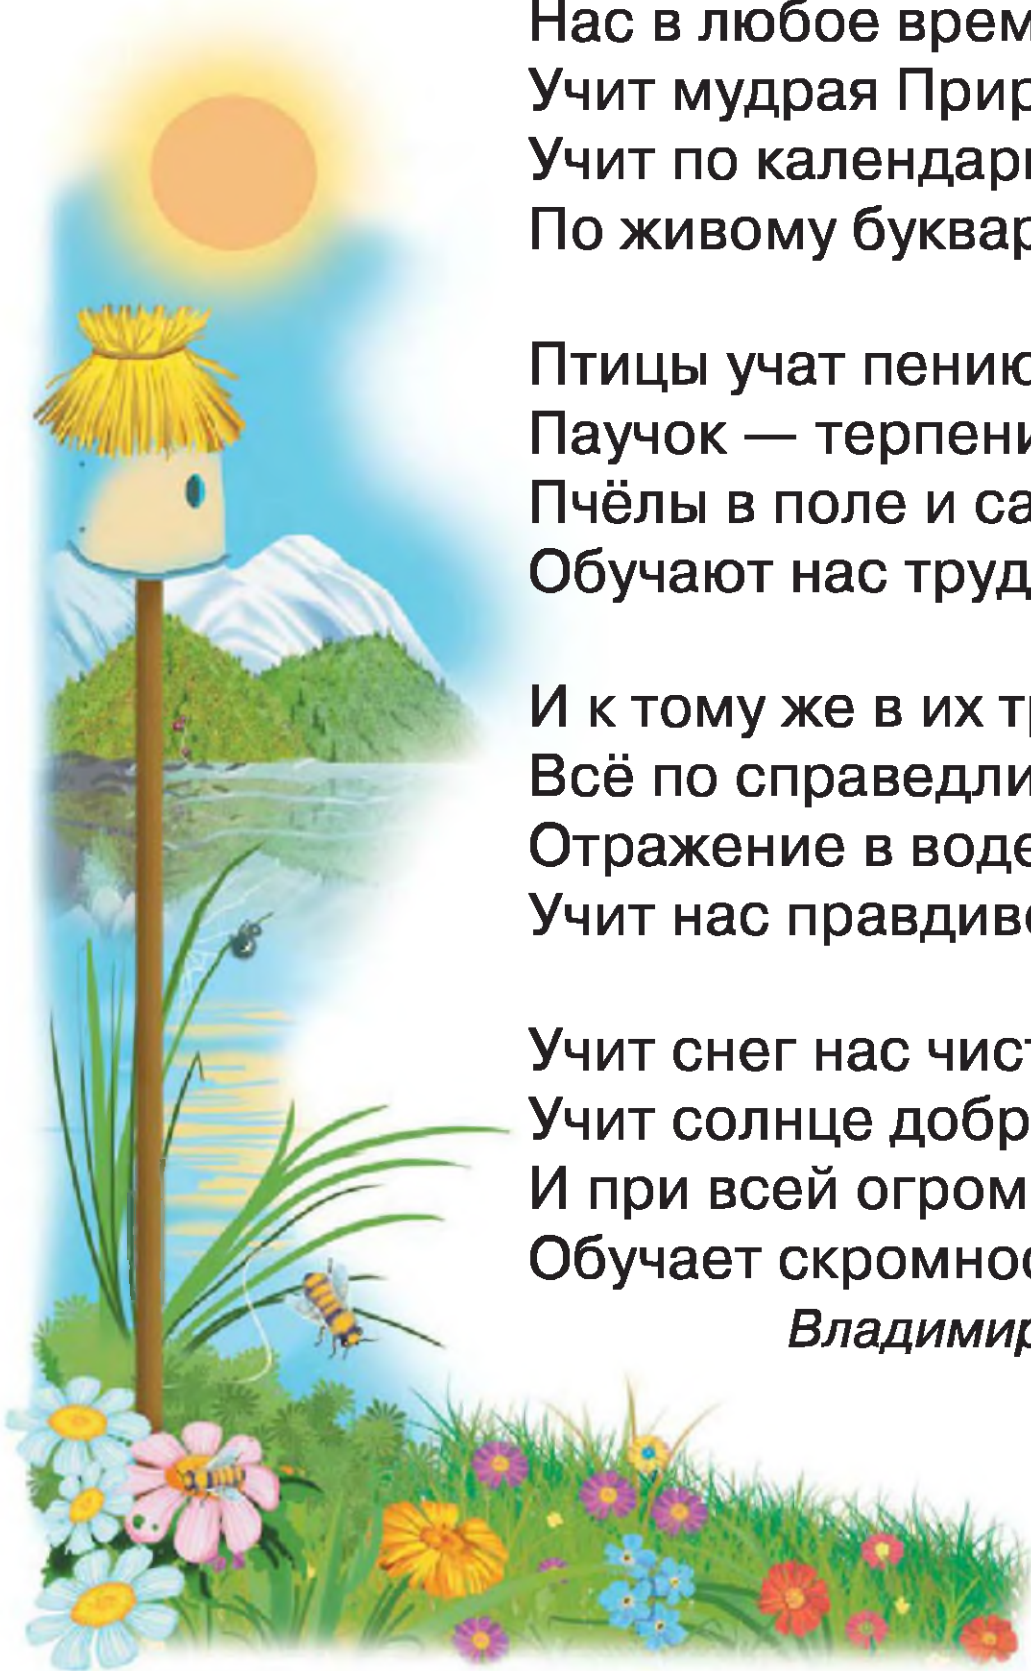 Нас в любое врем
Учит мудрая Прир
Учит по календар
По живому буквар
Птицы учат пению
Паучок — терпени
Пчёлы в поле и са
Обучают нас труд
И к тому же в их тр
Всё по справедли
Отражение в воде
Учит нас правдиво
Учит снег нас чист
Учит солнце добр
И при всей огром
Обучает скромнос
Владимир